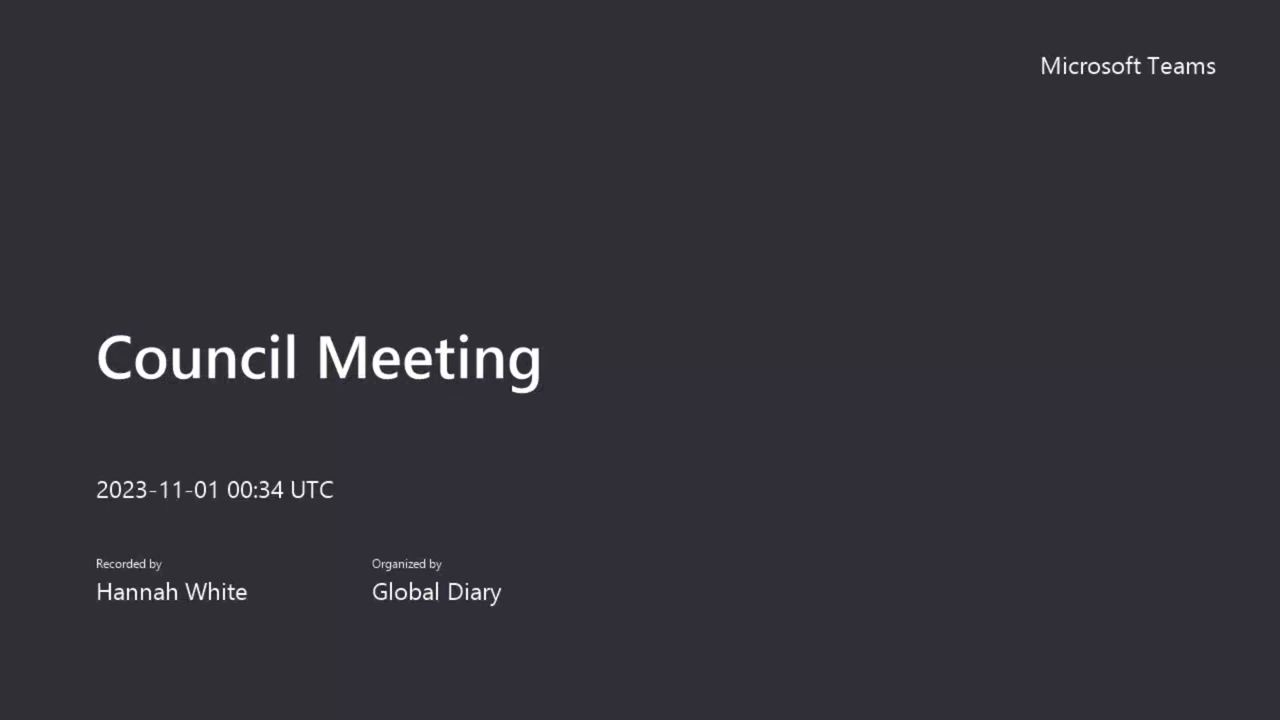 Microsoft Teams
Council Meeting
2023-11-01 00:34 UTC
Recorded by
Hannah White
Organized by
Global Diary